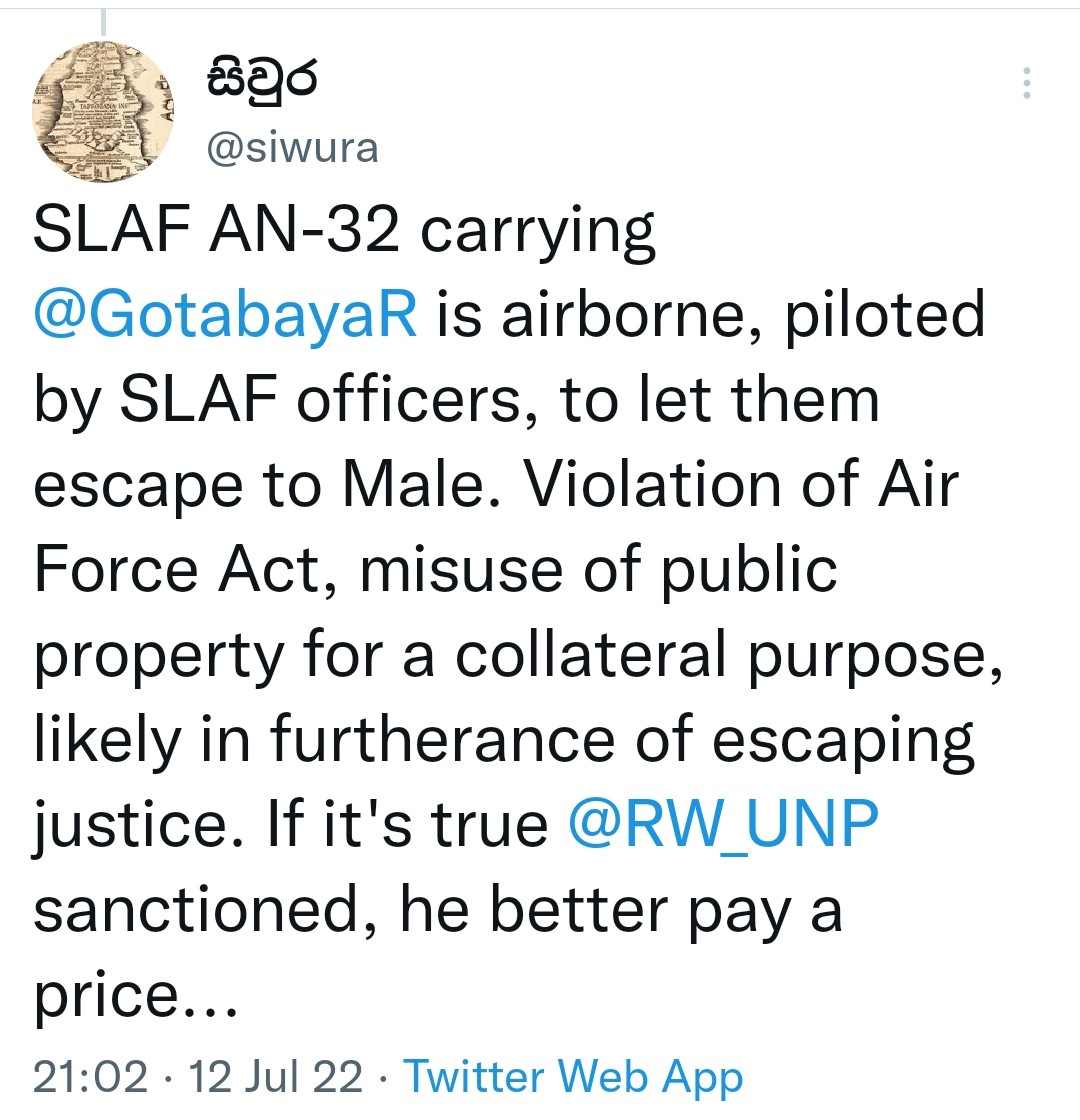 සිවුර
@siwura
SLAF AN-32 carrying
@GotabayaR is airborne, piloted
by SLAF officers, to let them
escape to Male. Violation of Air
Force Act, misuse of public
property for a collateral purpose,
likely in furtherance of escaping
justice. If it's true @RW_UNP
sanctioned, he better pay a
price...
21:02 · 12 Jul 22 · Twitter Web App